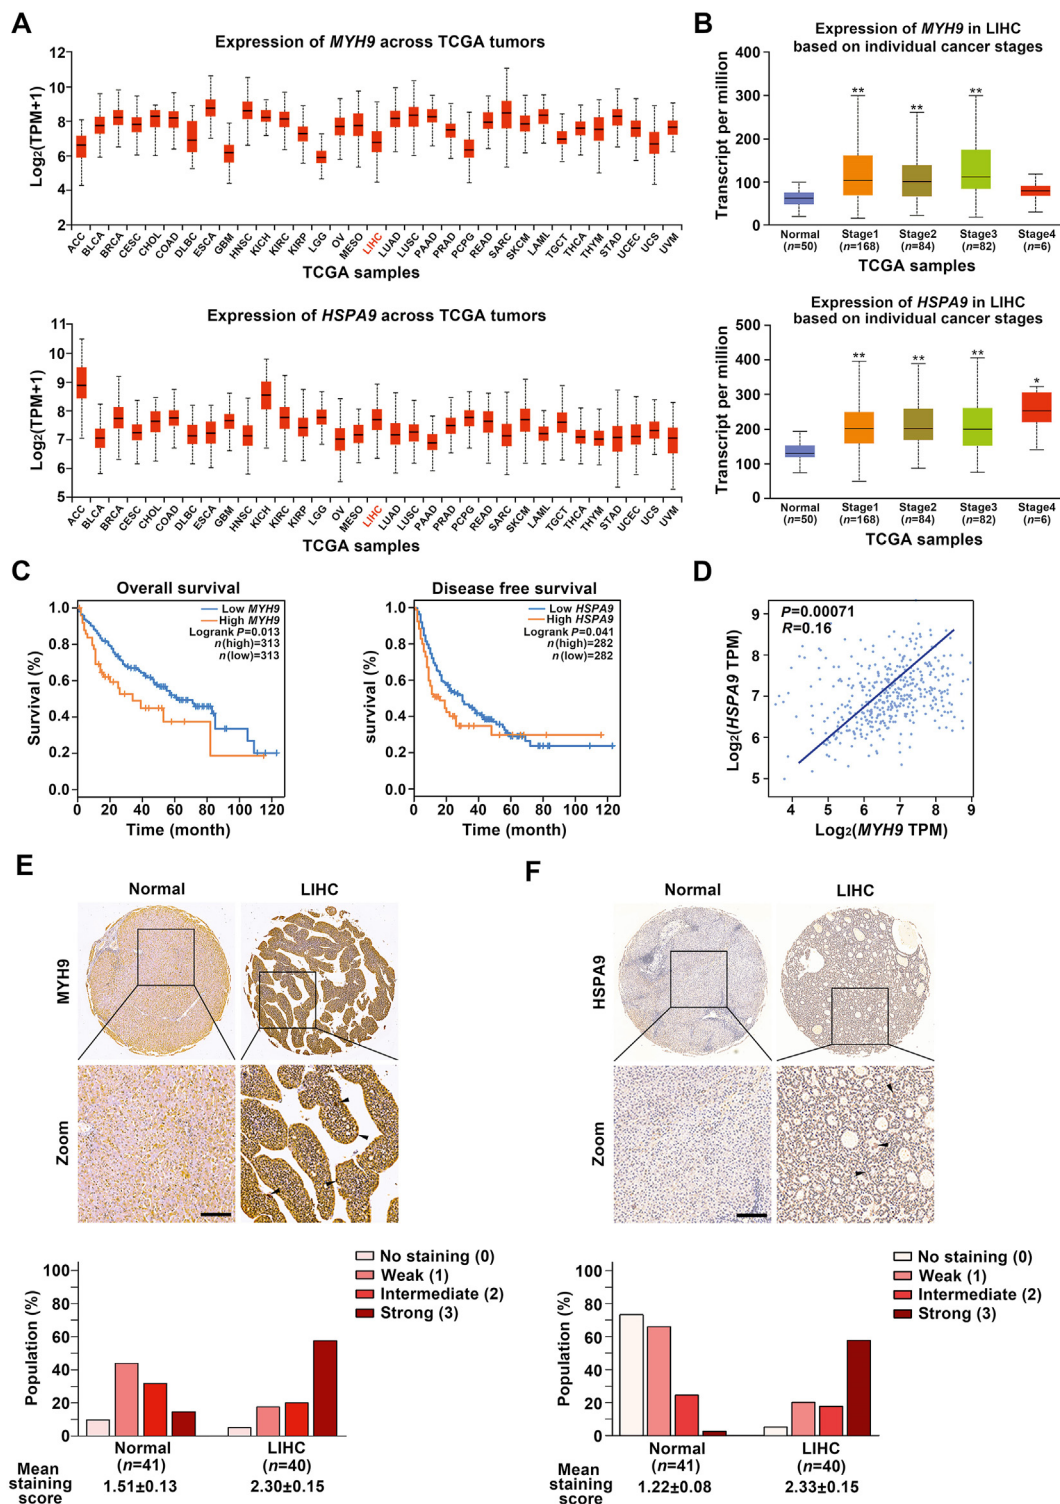 A
Expression of MYH9 across TCGA tumors
Log2(TPM+1)
12
10
8
6
4
2
ACC BLCA BRCA CESC CHOL COAD DLBC ESCA GBM HNSC KICH KIRC KIRP LGG OV MESO LIHC LUAD LUSC PAAD PRAD PCPG READ SARC SKCM LAML TGCT THCA THYM STAD UCEC UCS UVM
TCGA samples
Expression of HSPA9 across TCGA tumors
Log2(TPM+1)
11
10
9
8
7
6
5
ACC BLCA BRCA CESC CHOL COAD DLBC ESCA GBM HNSC KICH KIRC KIRP LGG OV MESO LIHC LUAD LUSC PAAD PRAD PCPG READ SARC SKCM LAML TGCT THCA THYM STAD UCEC UCS UVM
TCGA samples
B
Expression of MYH9 in LIHC
based on individual cancer stages
Transcript per million
400
300
200
100
0
** ** **
Normal Stage1 Stage2 Stage3 Stage4
(n=50) (n=168) (n=84) (n=82) (n=6)
TCGA samples
Expression of HSPA9 in LIHC
based on individual cancer stages
Transcript per million
500
400
300
200
100
0
** ** ** *
Normal Stage1 Stage2 Stage3 Stage4
(n=50) (n=168) (n=84) (n=82) (n=6)
TCGA samples
C
Overall survival
Survival (%)
1.0
0.8
0.6
0.4
0.2
0.0
Low MYH9
High MYH9
Logrank P=0.013
n(high)=313
n(low)=313
0 20 40 60 80 100 120
Time (month)
Disease free survival
survival (%)
1.0
0.8
0.6
0.4
0.2
0.0
Low HSPA9
High HSPA9
Logrank P=0.041
n(high)=282
n(low)=282
0 20 40 60 80 100 120
Time (month)
D
P=0.00071
R=0.16
Log2(HSPA9 TPM)
9
8
7
6
5
4 5 6 7 8 9
Log2(MYH9 TPM)
E
Normal LIHC
MYH9
Zoom
No staining (0)
Weak (1)
Intermediate (2)
Strong (3)
Population (%)
100
80
60
40
20
0
Normal LIHC
(n=41) (n=40)
Mean staining score 1.51±0.13 2.30±0.15
F
Normal LIHC
HSPA9
Zoom
No staining (0)
Weak (1)
Intermediate (2)
Strong (3)
Population (%)
100
80
60
40
20
0
Normal LIHC
(n=41) (n=40)
Mean staining score 1.22±0.08 2.33±0.15